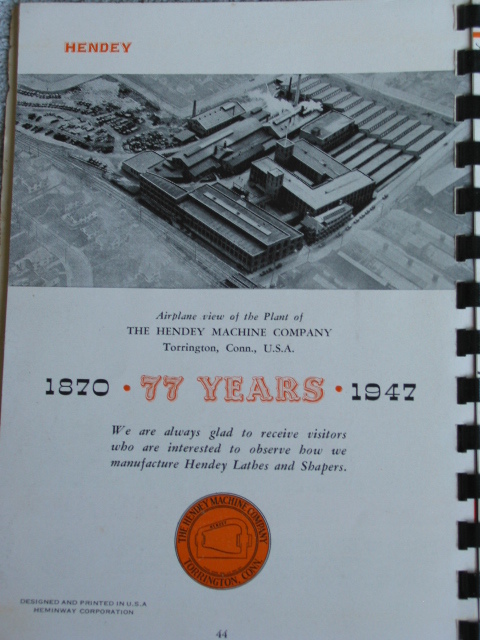 HENDEY
Airplane view of the Plant of
THE HENDEY MACHINE COMPANY
Torrington, Conn., U.S.A.
1870 • 77 YEARS • 1947
We are always glad to receive visitors
who are interested to observe how we
manufacture Hendey Lathes and Shapers.
THE HENDEY MACHINE COMPANY
TORRINGTON, CONN.
DESIGNED AND PRINTED IN U.S.A
HEMINWAY CORPORATION
44